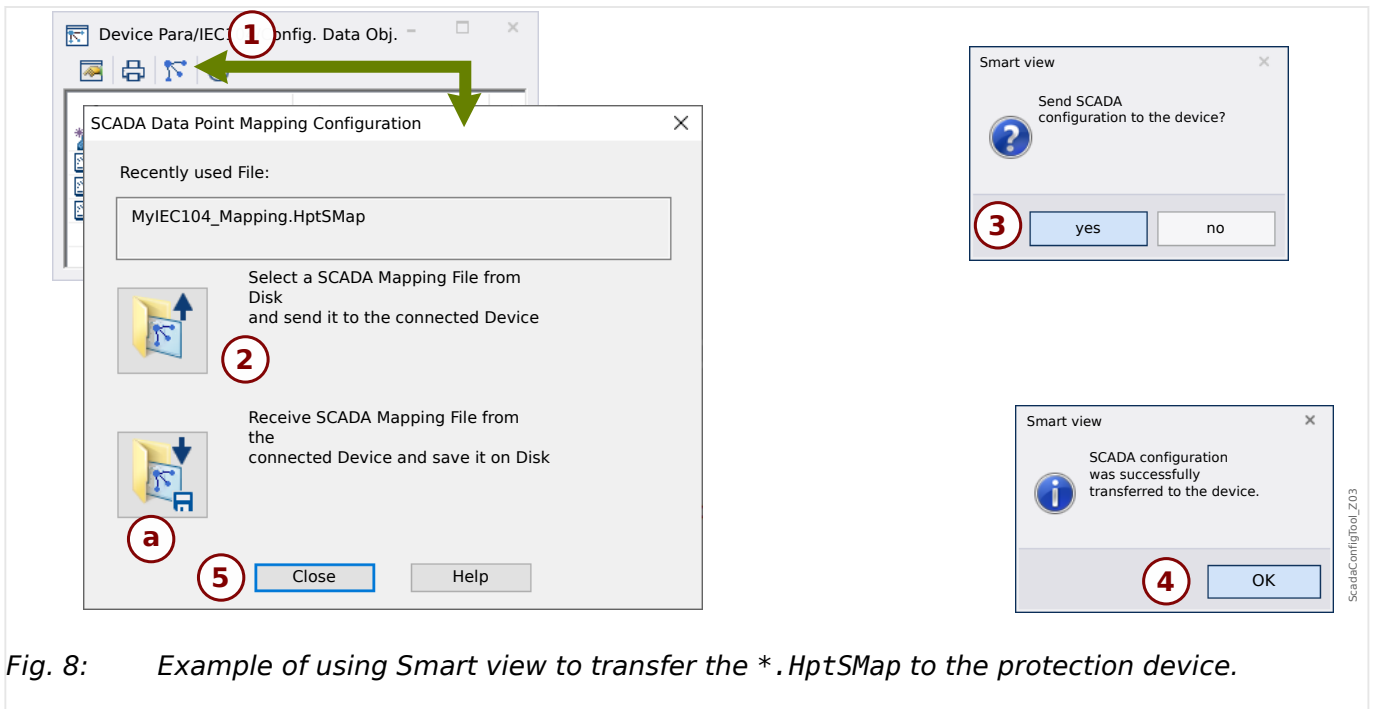 Device Para/IEC1
onfig. Data Obj.
1
SCADA Data Point Mapping Configuration
Recently used File:
MyIEC104_Mapping.HptSMap
Select a SCADA Mapping File from
Disk
and send it to the connected Device
2
Receive SCADA Mapping File from
the
connected Device and save it on Disk
a
5
Close
Help
Smart view
Send SCADA
configuration to the device?
3
yes
no
Smart view
SCADA configuration
was successfully
transferred to the device.
4
OK
ScadaConfigTool_Z03
Fig. 8: Example of using Smart view to transfer the *.HptSMap to the protection device.